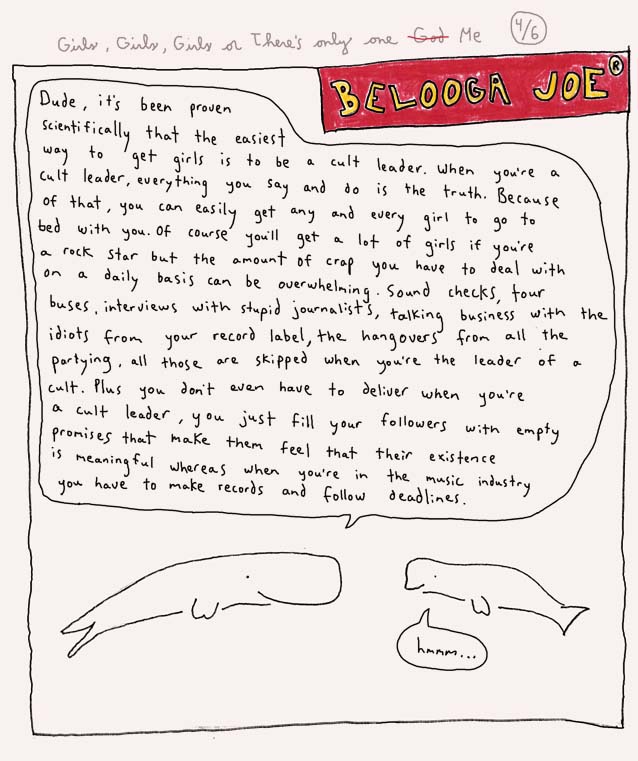 Girls, Girls, Girls or There's only one God Me
4/6
BELOOGA JOE®
Dude, it's been proven
scientifically that the easiest
way to get girls is to be a cult leader. When you're a
cult leader, everything you say and do is the truth. Because
of that, you can easily get any and every girl to go to
bed with you. Of course you'll get a lot of girls if you're
a rock star but the amount of crap you have to deal with
on a daily basis can be overwhelming. Sound checks, tour
buses, interviews with stupid journalists, talking business with the
idiots from your record label, the hangovers from all the
partying, all those are skipped when you're the leader of a
cult. Plus you don't even have to deliver when you're
a cult leader, you just fill your followers with empty
promises that make them feel that their existence
is meaningful whereas when you're in the music industry
you have to make records and follow deadlines.
hmmm...